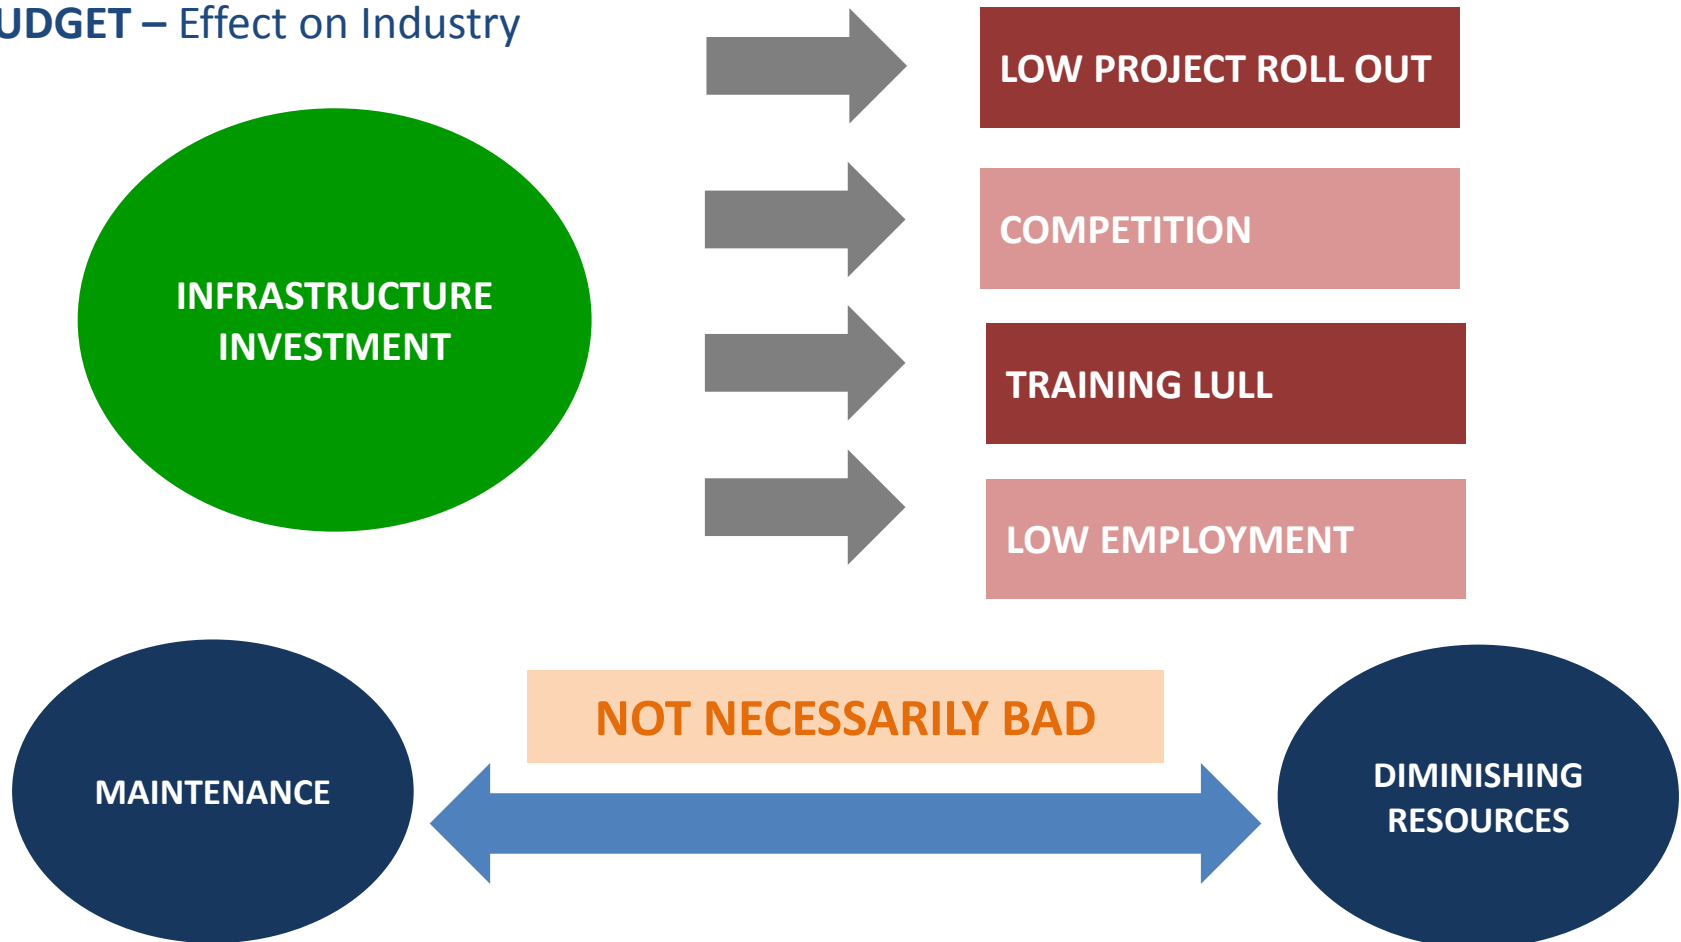 UDGET – Effect on Industry
LOW PROJECT ROLL OUT
COMPETITION
INFRASTRUCTURE
INVESTMENT
TRAINING LULL
LOW EMPLOYMENT
NOT NECESSARILY BAD
MAINTENANCE
DIMINISHING
RESOURCES